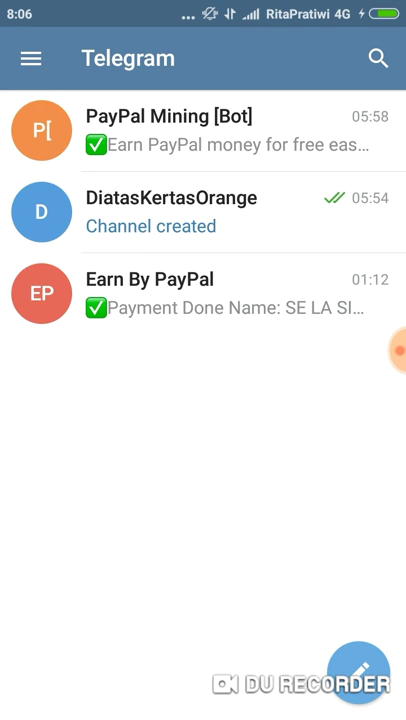 8:06 ... RitaPratiwi 4G
Telegram
P[ PayPal Mining [Bot] 05:58
✅Earn PayPal money for free eas...
D DiatasKertasOrange 05:54
Channel created
EP Earn By PayPal 01:12
✅Payment Done Name: SE LA SI...
DU RECORDER